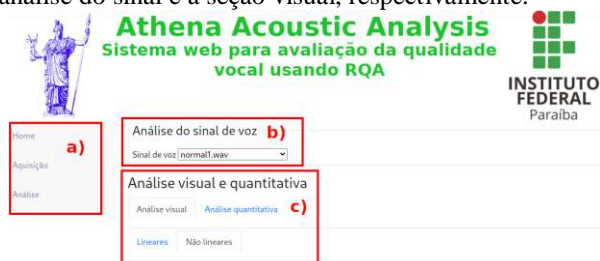 análise do sinal e a seção visual, respectivamente.
Athena Acoustic Analysis
Sistema web para avaliação da qualidade
vocal usando RQA
INSTITUTO
FEDERAL
Paraíba
Home
Aquisição
Análise
a)
Análise do sinal de voz b)
Sinal de voz normal1.wav
Análise visual e quantitativa
Análise visual Análise quantitativa c)
Lineares Não lineares